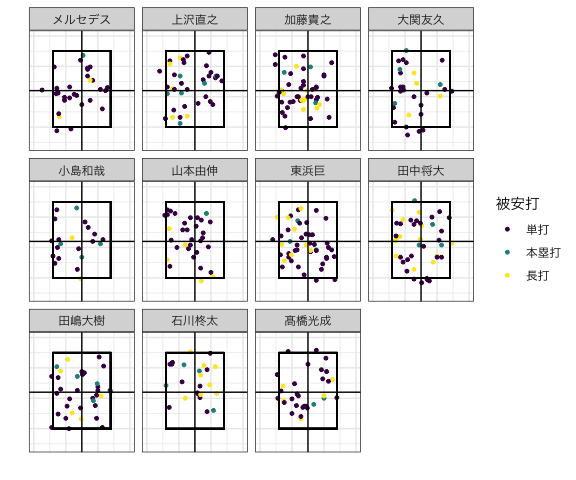 メルセデス
上沢直之
加藤貴之
大関友久
小島和哉
山本由伸
東浜巨
田中将大
田嶋大樹
石川柊太
髙橋光成
被安打
単打
本塁打
長打